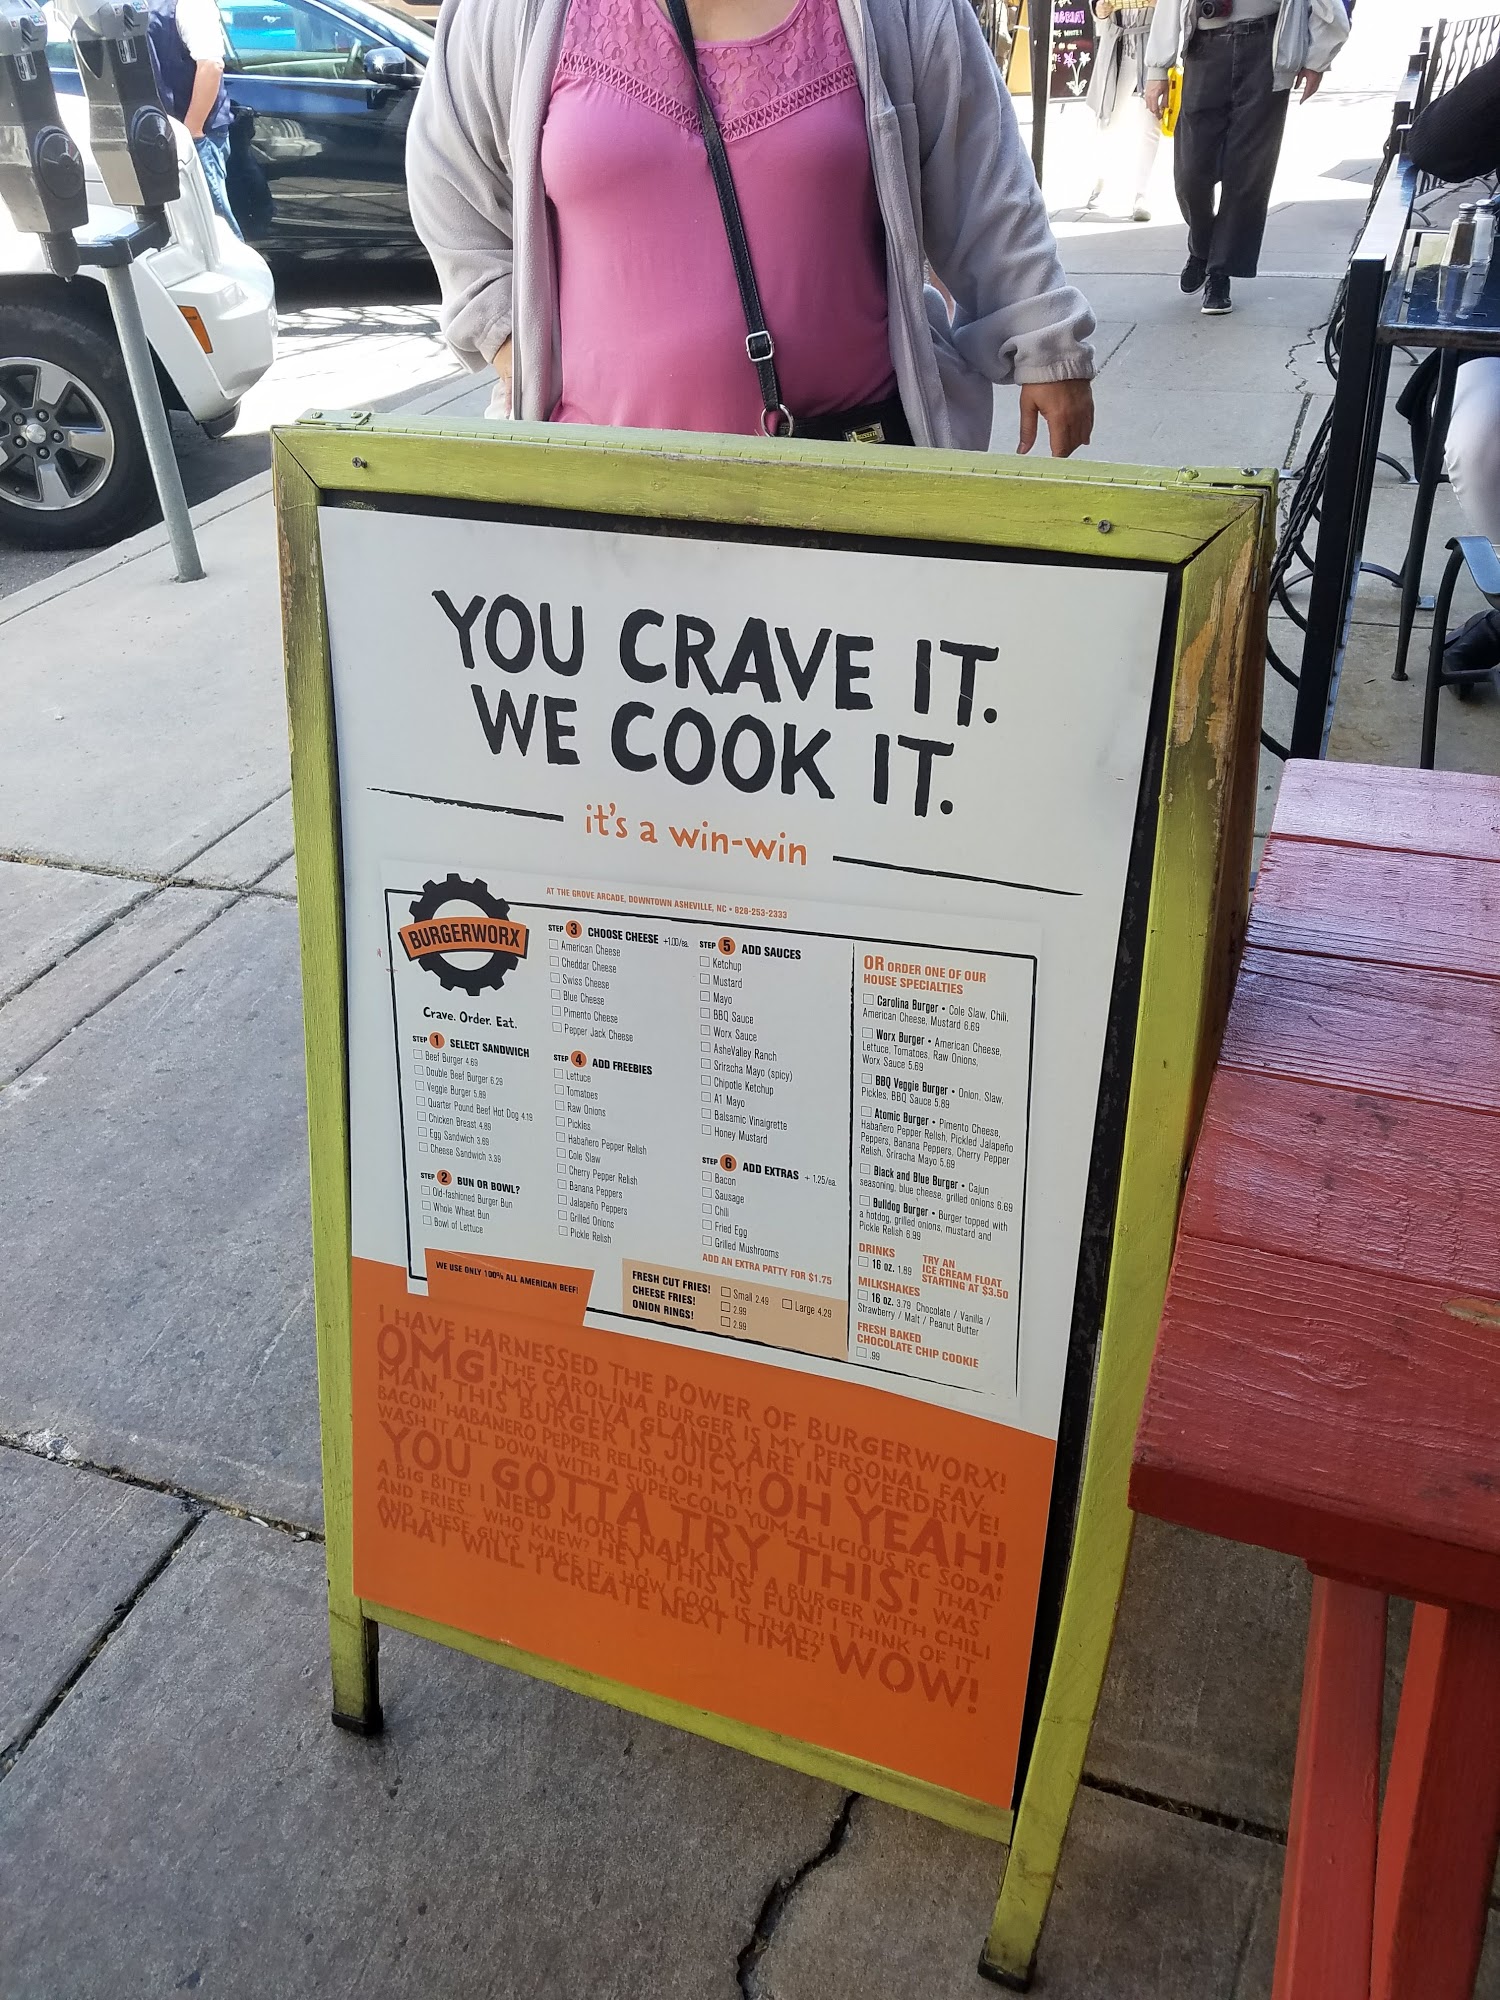 YOU CRAVE IT.
WE COOK IT.
it's a win-win
AT THE GROVE ARCADE, DOWNTOWN ASHEVILLE, NC • 828-253-2333
BURGERWORX
Crave. Order. Eat.
STEP 1 SELECT SANDWICH
Beef Burger 4.69
Double Beef Burger 6.29
Veggie Burger 5.89
Quarter Pound Beef Hot Dog 4.19
Chicken Breast 4.89
Egg Sandwich 3.69
Cheese Sandwich 3.39
STEP 2 BUN OR BOWL?
Old-fashioned Burger Bun
Whole Wheat Bun
Bowl of Lettuce
WE USE ONLY 100% ALL AMERICAN BEEF!
STEP 3 CHOOSE CHEESE +1.00/ea.
American Cheese
Cheddar Cheese
Swiss Cheese
Blue Cheese
Pimento Cheese
Pepper Jack Cheese
STEP 4 ADD FREEBIES
Lettuce
Tomatoes
Raw Onions
Pickles
Habañero Pepper Relish
Cole Slaw
Cherry Pepper Relish
Banana Peppers
Jalapeño Peppers
Grilled Onions
Pickle Relish
STEP 5 ADD SAUCES
Ketchup
Mustard
Mayo
BBQ Sauce
Worx Sauce
AsheValley Ranch
Sriracha Mayo (spicy)
Chipotle Ketchup
A1 Mayo
Balsamic Vinaigrette
Honey Mustard
STEP 6 ADD EXTRAS + 1.25/ea.
Bacon
Sausage
Chili
Fried Egg
Grilled Mushrooms
ADD AN EXTRA PATTY FOR $1.75
FRESH CUT FRIES! Small 2.49 Large 4.29
CHEESE FRIES! 2.99
ONION RINGS! 2.99
OR ORDER ONE OF OUR
HOUSE SPECIALTIES
Carolina Burger • Cole Slaw, Chili,
American Cheese, Mustard 6.69
Worx Burger • American Cheese,
Lettuce, Tomatoes, Raw Onions,
Worx Sauce 5.69
BBQ Veggie Burger • Onion, Slaw,
Pickles, BBQ Sauce 5.89
Atomic Burger • Pimento Cheese,
Habañero Pepper Relish, Pickled Jalapeño
Peppers, Banana Peppers, Cherry Pepper
Relish, Sriracha Mayo 5.69
Black and Blue Burger • Cajun
seasoning, blue cheese, grilled onions 6.69
Bulldog Burger • Burger topped with
a hotdog, grilled onions, mustard and
Pickle Relish 6.99
DRINKS
16 oz. 1.89
TRY AN
ICE CREAM FLOAT
STARTING AT $3.50
MILKSHAKES
16 oz. 3.79 Chocolate / Vanilla /
Strawberry / Malt / Peanut Butter
FRESH BAKED
CHOCOLATE CHIP COOKIE
.99
I HAVE HARNESSED THE POWER OF BURGERWORX!
OMG! THE CAROLINA BURGER IS MY PERSONAL FAV.
MY SALIVA GLANDS ARE IN OVERDRIVE!
MAN, THIS BURGER IS JUICY! OH YEAH!
BACON! HABANERO PEPPER RELISH, OH MY!
WASH IT ALL DOWN WITH A SUPER-COLD YUM-A-LICIOUS RC SODA!
YOU GOTTA TRY THIS! THAT WAS
A BIG BITE! I NEED MORE NAPKINS! A BURGER WITH CHILI
AND FRIES... WHO KNEW? HEY, THIS IS FUN! I THINK OF IT
AND THESE GUYS MAKE IT... HOW COOL IS THAT?!
WHAT WILL I CREATE NEXT TIME? WOW!